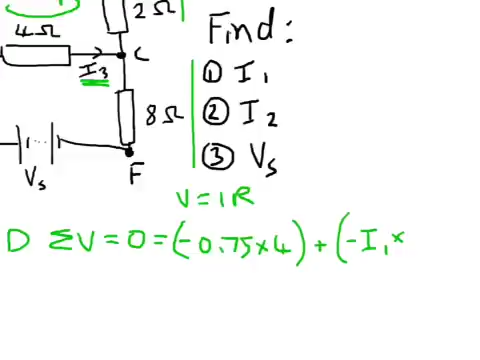 2Ω
Find:
4Ω
C
I₃
① I₁
8Ω
② I₂
③ Vₛ
Vₛ
F
V = IR
D ΣV = 0 = (-0.75×4) + (-I₁×